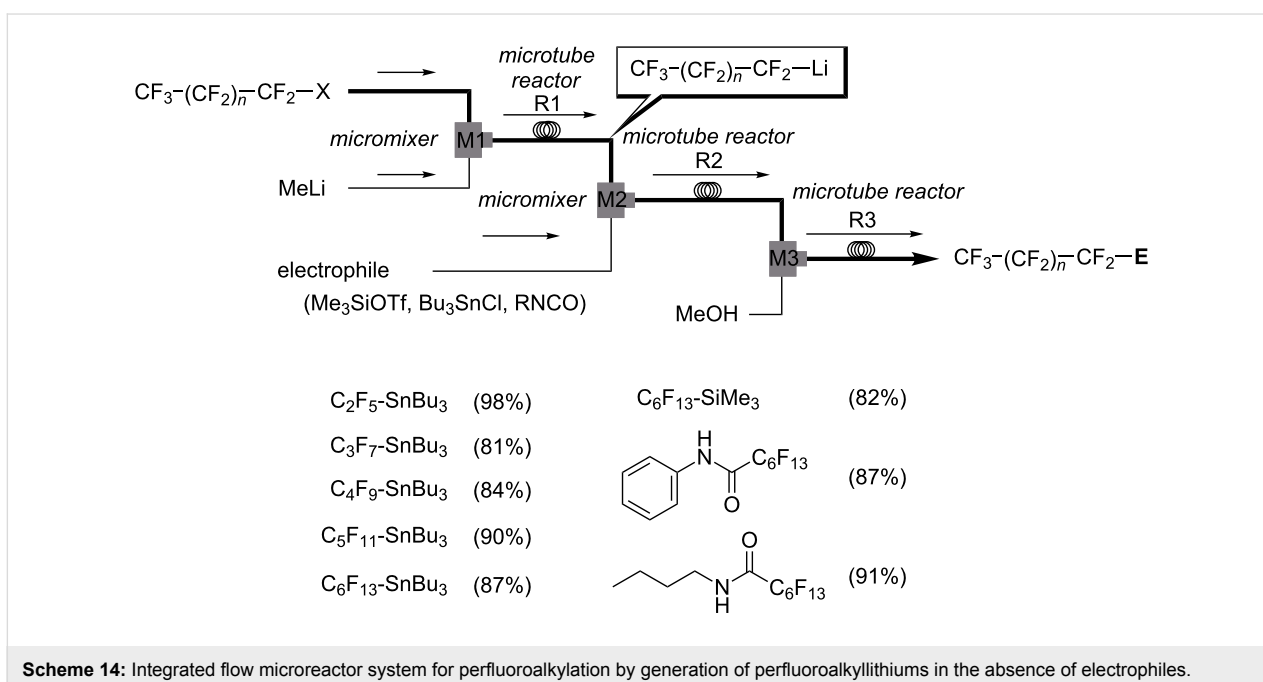 microtube
reactor
R1
CF₃-(CF₂)ₙ-CF₂-Li
CF₃-(CF₂)ₙ-CF₂-X
micromixer M1
microtube reactor
R2
MeLi
micromixer M2
microtube reactor
R3
M3
CF₃-(CF₂)ₙ-CF₂-E
electrophile
(Me₃SiOTf, Bu₃SnCl, RNCO)
MeOH
C₂F₅-SnBu₃ (98%)
C₃F₇-SnBu₃ (81%)
C₄F₉-SnBu₃ (84%)
C₅F₁₁-SnBu₃ (90%)
C₆F₁₃-SnBu₃ (87%)
C₆F₁₃-SiMe₃ (82%)
H
N
C₆F₁₃
O
(87%)
O
N
H
C₆F₁₃
(91%)
Scheme 14: Integrated flow microreactor system for perfluoroalkylation by generation of perfluoroalkyllithiums in the absence of electrophiles.